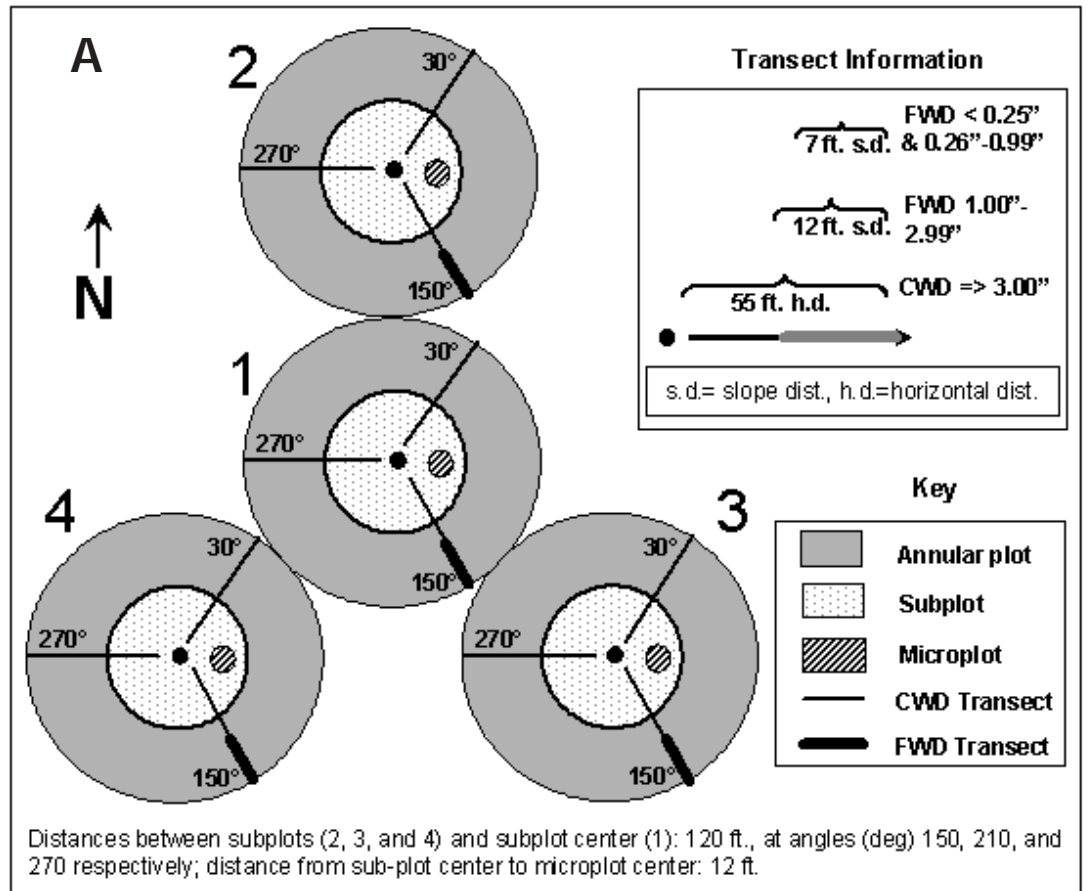 A
2
30°
270°
150°
N
1
30°
270°
150°
4
30°
270°
150°
3
30°
270°
150°
Transect Information
7 ft. s.d.
FWD < 0.25”
& 0.26”-0.99”
12 ft. s.d.
FWD 1.00”-
2.99”
55 ft. h.d.
CWD => 3.00”
s.d.= slope dist., h.d.=horizontal dist.
Key
Annular plot
Subplot
Microplot
CWD Transect
FWD Transect
Distances between subplots (2, 3, and 4) and subplot center (1): 120 ft., at angles (deg) 150, 210, and
270 respectively; distance from sub-plot center to microplot center: 12 ft.